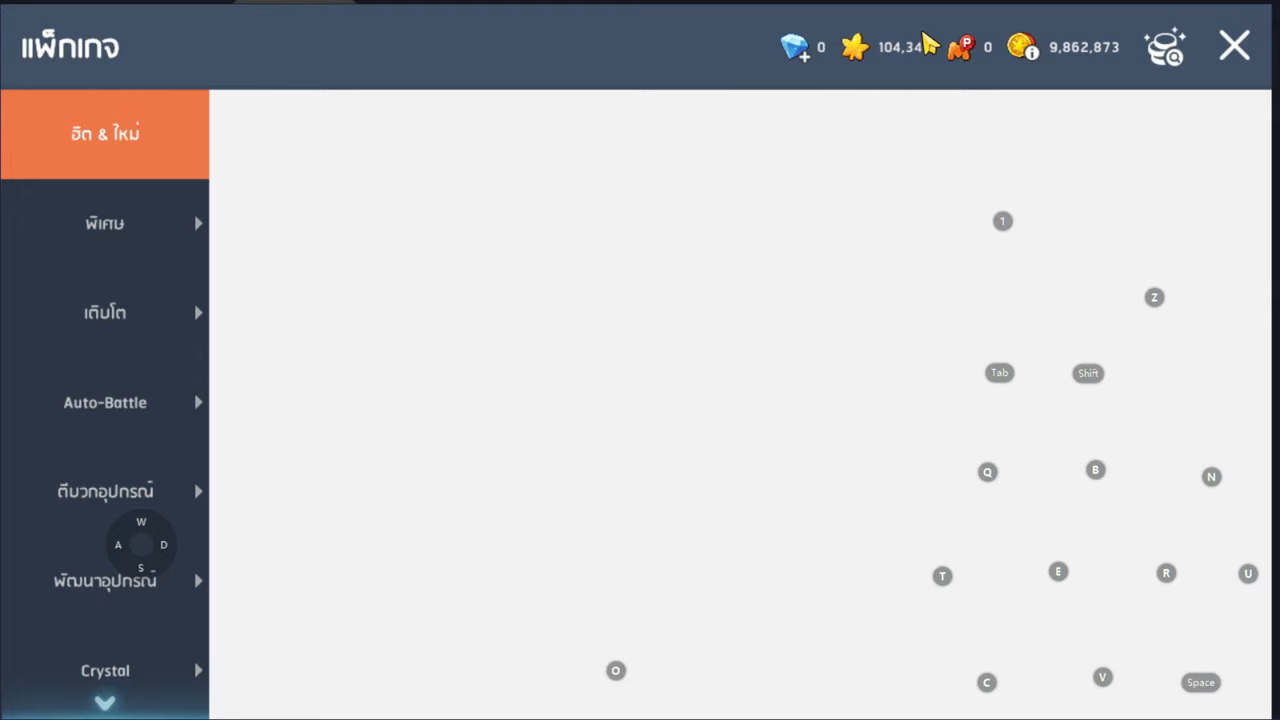 แพ็กเกจ
0
104,34
P
0
9,862,873
ฮิต & ใหม่
พิเศษ
เติบโต
Auto-Battle
ตีบวกอุปกรณ์
พัฒนาอุปกรณ์
Crystal
W
A
D
S
1
Z
Tab
Shift
Q
B
N
T
E
R
U
O
C
V
Space